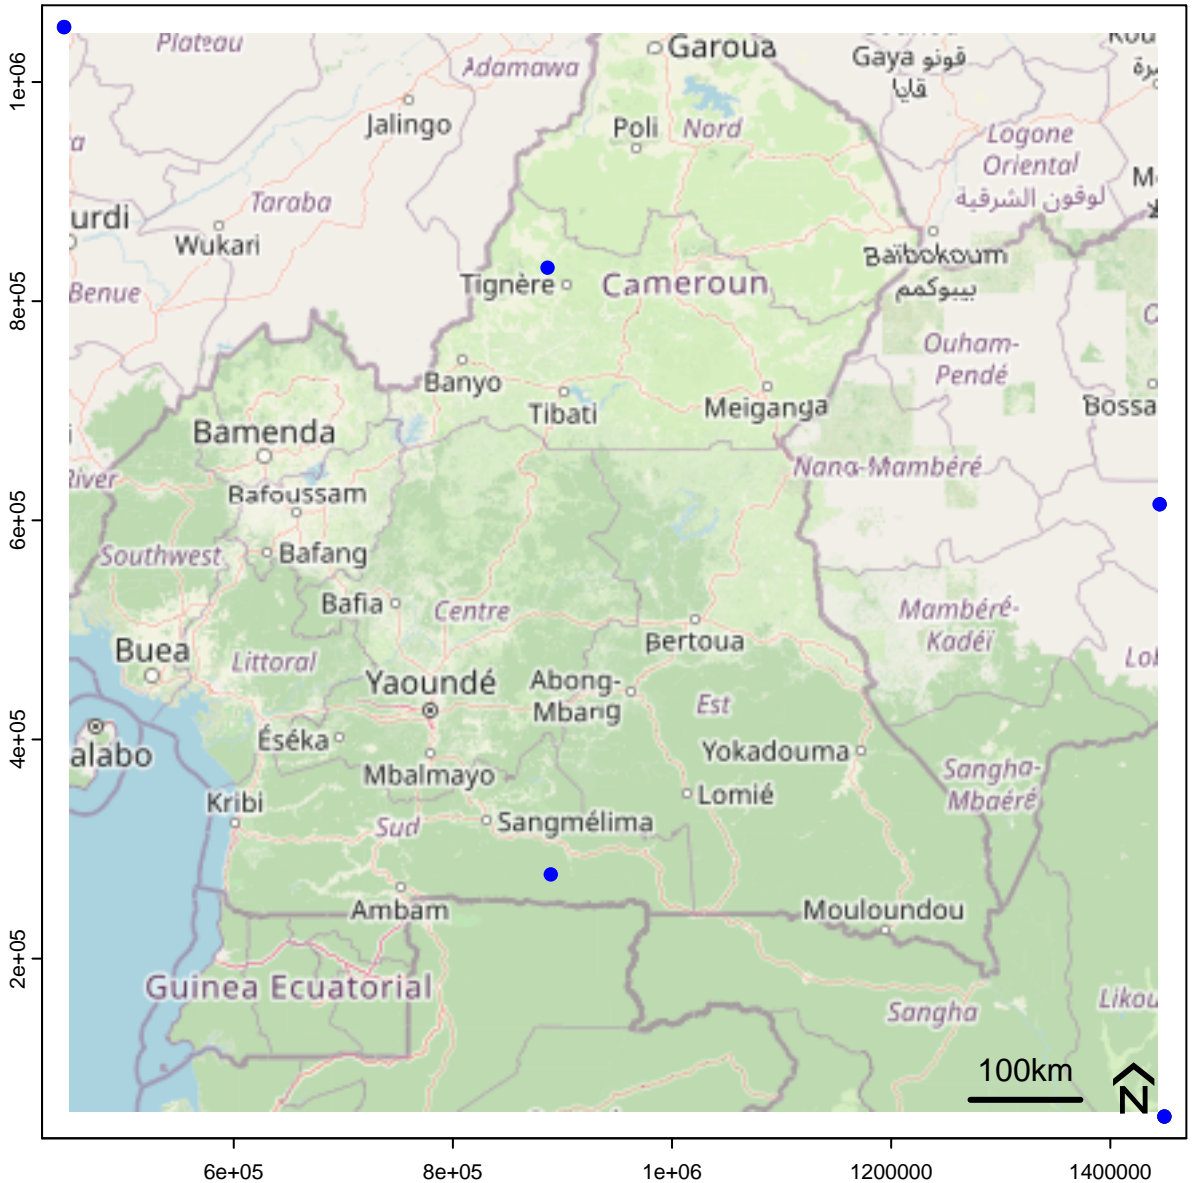 Plateau
Adamawa
Garoua
Gaya قونو
قايا
Jalingo
Poli
Nord
Logone
Oriental
لوقون الشرقية
Taraba
urdi
Wukari
Baïbokoum
بيبوكمم
Benue
Tignère
Cameroun
Ouham-
Pendé
Banyo
Tibati
Meiganga
Bossa
Bamenda
River
Nana-Mambéré
Bafoussam
Southwest
Bafang
Bafia
Centre
Mambéré-
Kadéï
Buea
Littoral
Bertoua
Yaoundé
Abong-
Mbang
Est
Éséka
alabo
Mbalmayo
Yokadouma
Sangha-
Mbaéré
Kribi
Lomié
Sud
Sangmélima
Ambam
Mouloundou
Guinea Ecuatorial
Sangha
Likou
100km
N
1e+06
8e+05
6e+05
4e+05
2e+05
6e+05
8e+05
1e+06
1200000
1400000